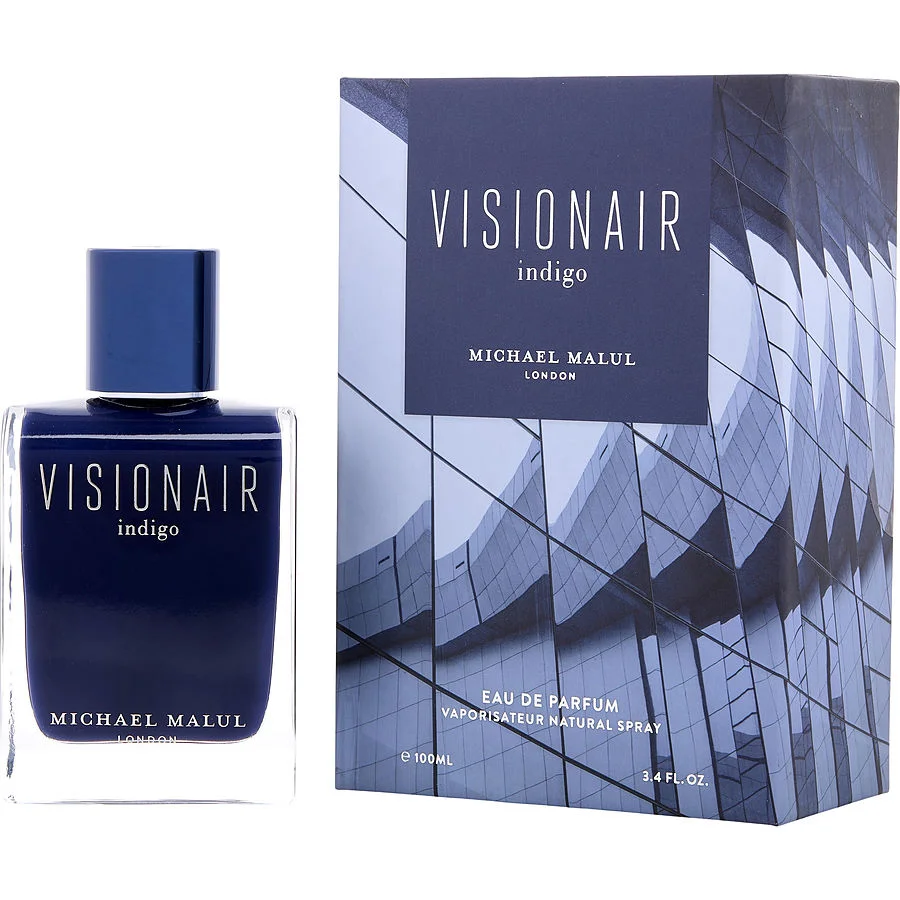 VISIONAIR
indigo
MICHAEL MALUL
LONDON
VISIONAIR
indigo
MICHAEL MALUL
LONDON
EAU DE PARFUM
VAPORISATEUR NATURAL SPRAY
℮ 100ML
3.4 FL. OZ.